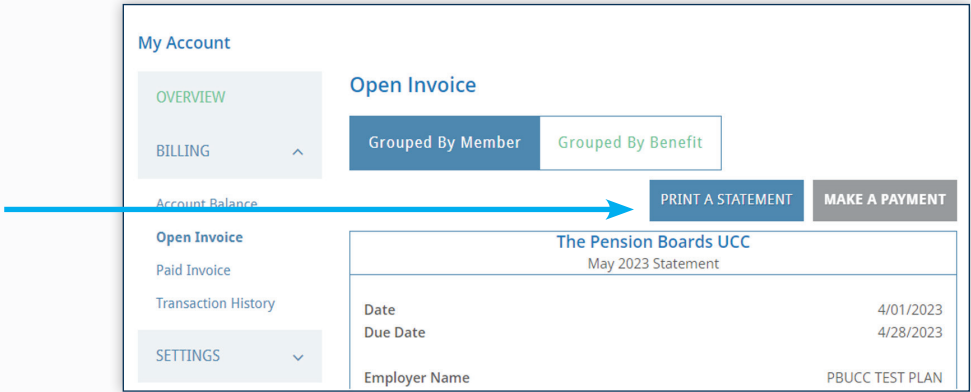 My Account
OVERVIEW
BILLING
Account Balance
Open Invoice
Paid Invoice
Transaction History
SETTINGS
Open Invoice
Grouped By Member
Grouped By Benefit
PRINT A STATEMENT
MAKE A PAYMENT
The Pension Boards UCC
May 2023 Statement
Date 4/01/2023
Due Date 4/28/2023
Employer Name PBUCC TEST PLAN